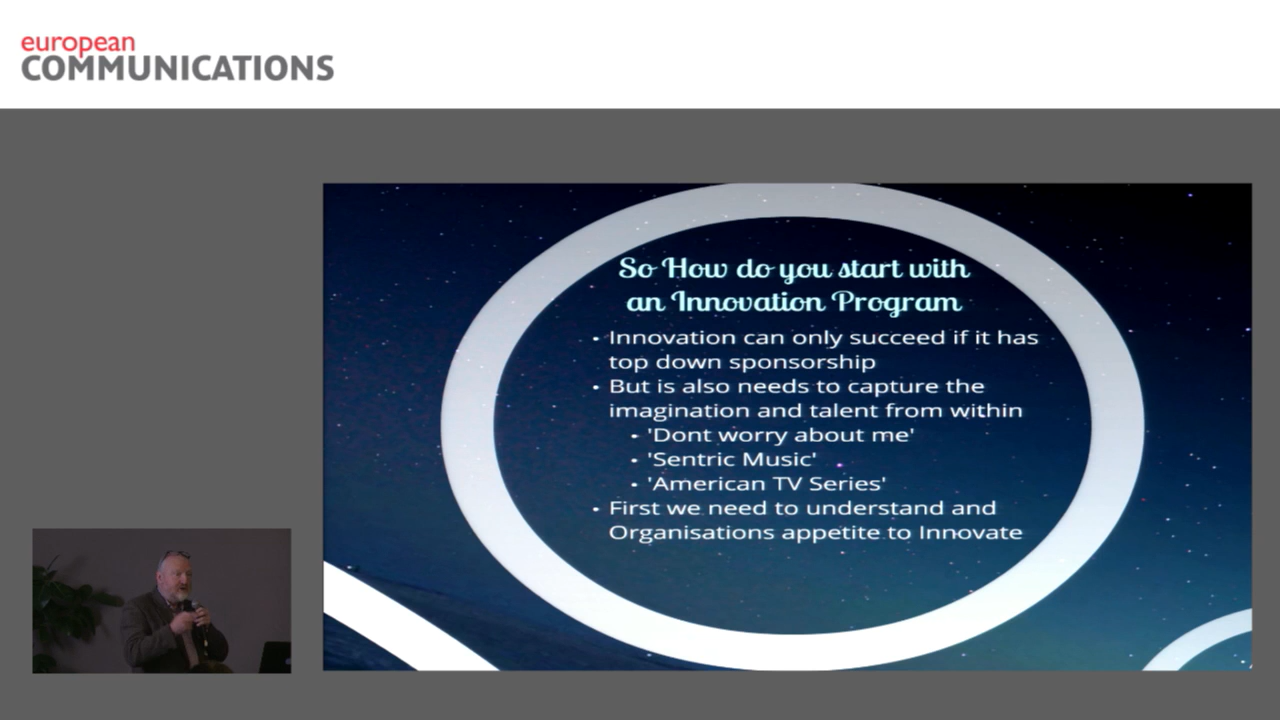 european
COMMUNICATIONS
So How do you start with
an Innovation Program
• Innovation can only succeed if it has
top down sponsorship
• But is also needs to capture the
imagination and talent from within
• 'Dont worry about me'
• 'Sentric Music'
• 'American TV Series'
• First we need to understand and
Organisations appetite to Innovate